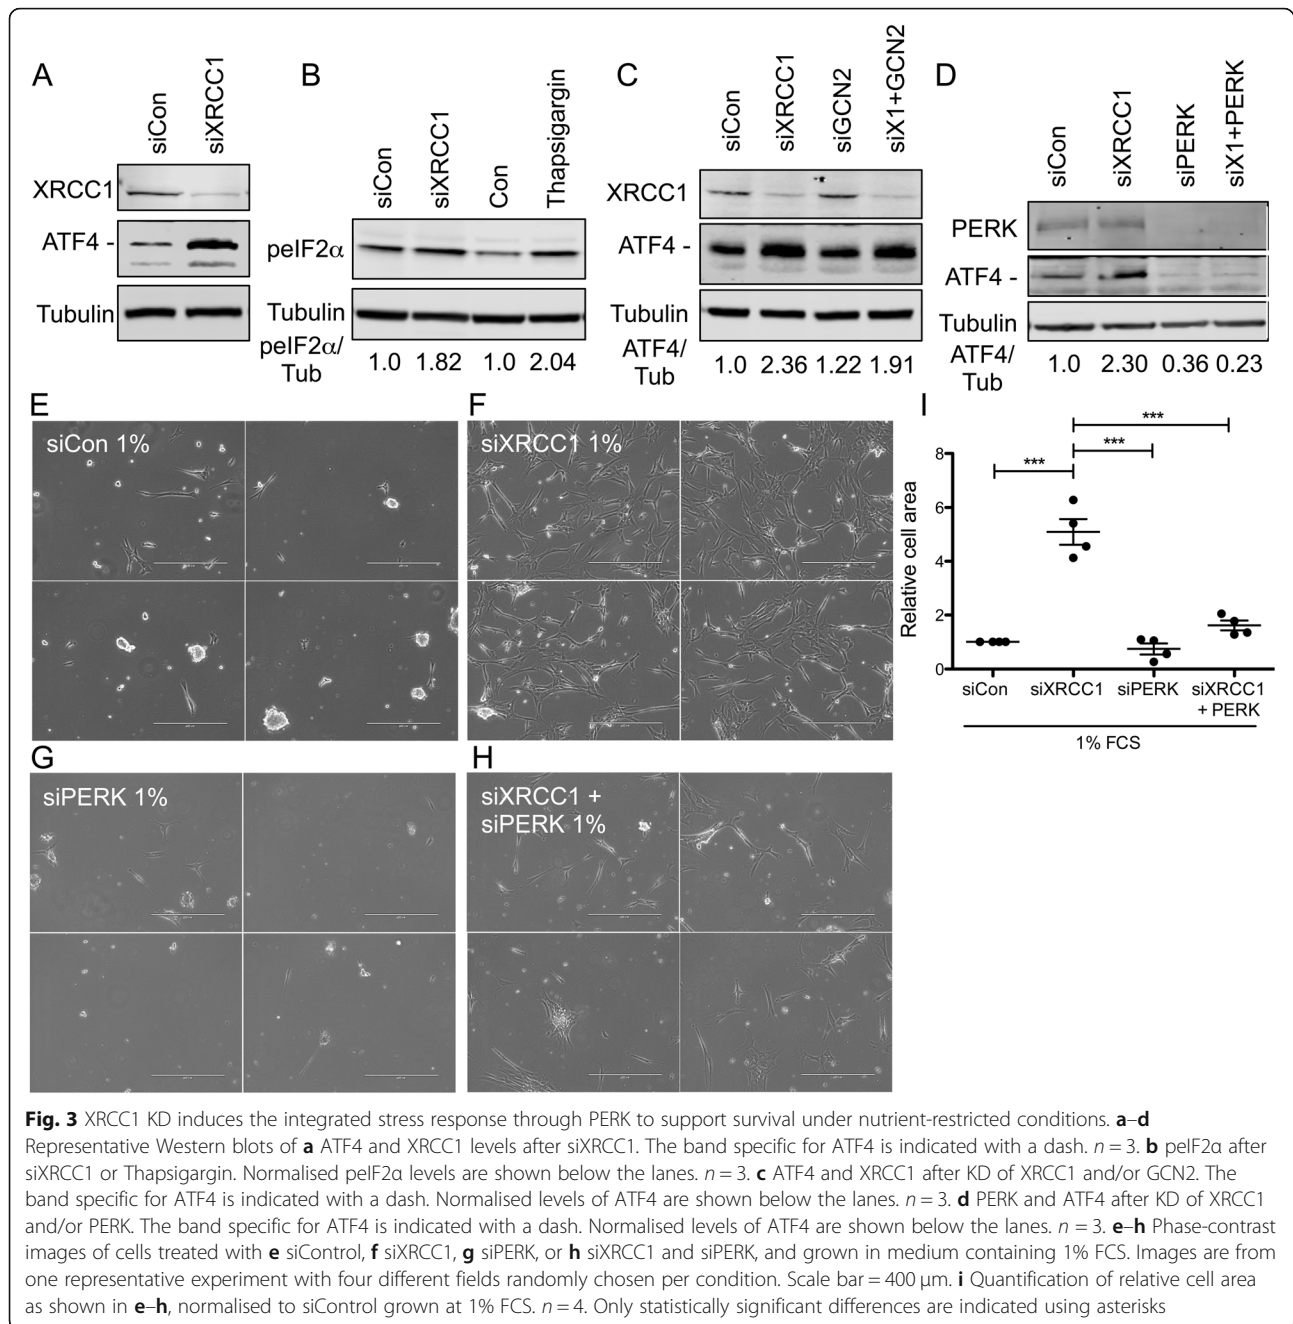 A
siCon
siXRCC1
XRCC1
ATF4 -
Tubulin
B
siCon
siXRCC1
Con
Thapsigargin
peIF2α
Tubulin
peIF2α/
Tub
1.0 1.82 1.0 2.04
C
siCon
siXRCC1
siGCN2
siX1+GCN2
XRCC1
ATF4 -
Tubulin
ATF4/
Tub
1.0 2.36 1.22 1.91
D
siCon
siXRCC1
siPERK
siX1+PERK
PERK
ATF4 -
Tubulin
ATF4/
Tub
1.0 2.30 0.36 0.23
E
siCon 1%
F
siXRCC1 1%
G
siPERK 1%
H
siXRCC1 +
siPERK 1%
I
Relative cell area
8
6
4
2
0
***
***
***
siCon siXRCC1 siPERK siXRCC1
+ PERK
1% FCS
Fig. 3 XRCC1 KD induces the integrated stress response through PERK to support survival under nutrient-restricted conditions. a–d
Representative Western blots of a ATF4 and XRCC1 levels after siXRCC1. The band specific for ATF4 is indicated with a dash. n = 3. b peIF2α after
siXRCC1 or Thapsigargin. Normalised peIF2α levels are shown below the lanes. n = 3. c ATF4 and XRCC1 after KD of XRCC1 and/or GCN2. The
band specific for ATF4 is indicated with a dash. Normalised levels of ATF4 are shown below the lanes. n = 3. d PERK and ATF4 after KD of XRCC1
and/or PERK. The band specific for ATF4 is indicated with a dash. Normalised levels of ATF4 are shown below the lanes. n = 3. e–h Phase-contrast
images of cells treated with e siControl, f siXRCC1, g siPERK, or h siXRCC1 and siPERK, and grown in medium containing 1% FCS. Images are from
one representative experiment with four different fields randomly chosen per condition. Scale bar = 400 μm. i Quantification of relative cell area
as shown in e–h, normalised to siControl grown at 1% FCS. n = 4. Only statistically significant differences are indicated using asterisks